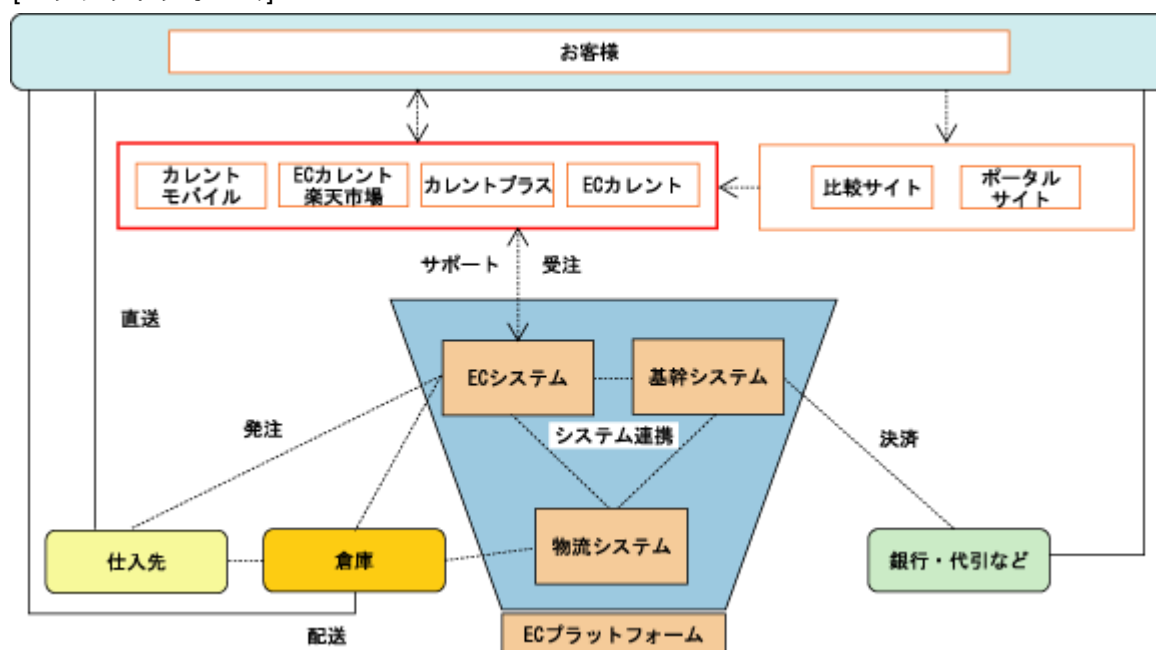 お客様
カレント
モバイル
ECカレント
楽天市場
カレントプラス
ECカレント
比較サイト
ポータル
サイト
サポート
受注
直送
ECシステム
基幹システム
発注
システム連携
決済
仕入先
倉庫
物流システム
銀行・代引など
配送
ECプラットフォーム